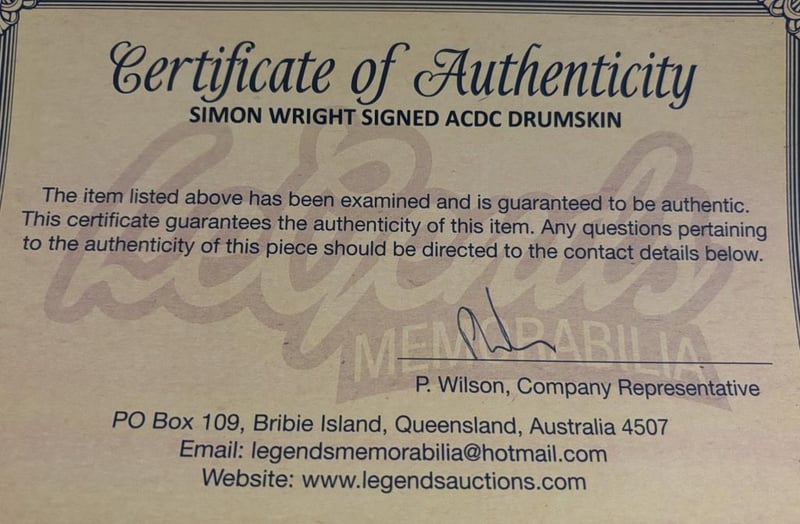 Certificate of Authenticity
SIMON WRIGHT SIGNED ACDC DRUMSKIN
The item listed above has been examined and is guaranteed to be authentic.
This certificate guarantees the authenticity of this item. Any questions pertaining
to the authenticity of this piece should be directed to the contact details below.
Legends
MEMORABILIA
P. Wilson, Company Representative
PO Box 109, Bribie Island, Queensland, Australia 4507
Email: legendsmemorabilia@hotmail.com
Website: www.legendsauctions.com